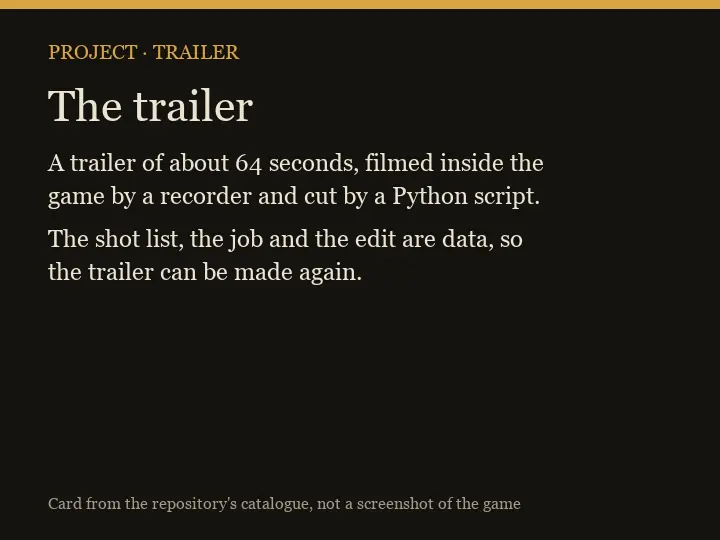 PROJECT · TRAILER
The trailer
A trailer of about 64 seconds, filmed inside the
game by a recorder and cut by a Python script.
The shot list, the job and the edit are data, so
the trailer can be made again.
Card from the repository's catalogue, not a screenshot of the game